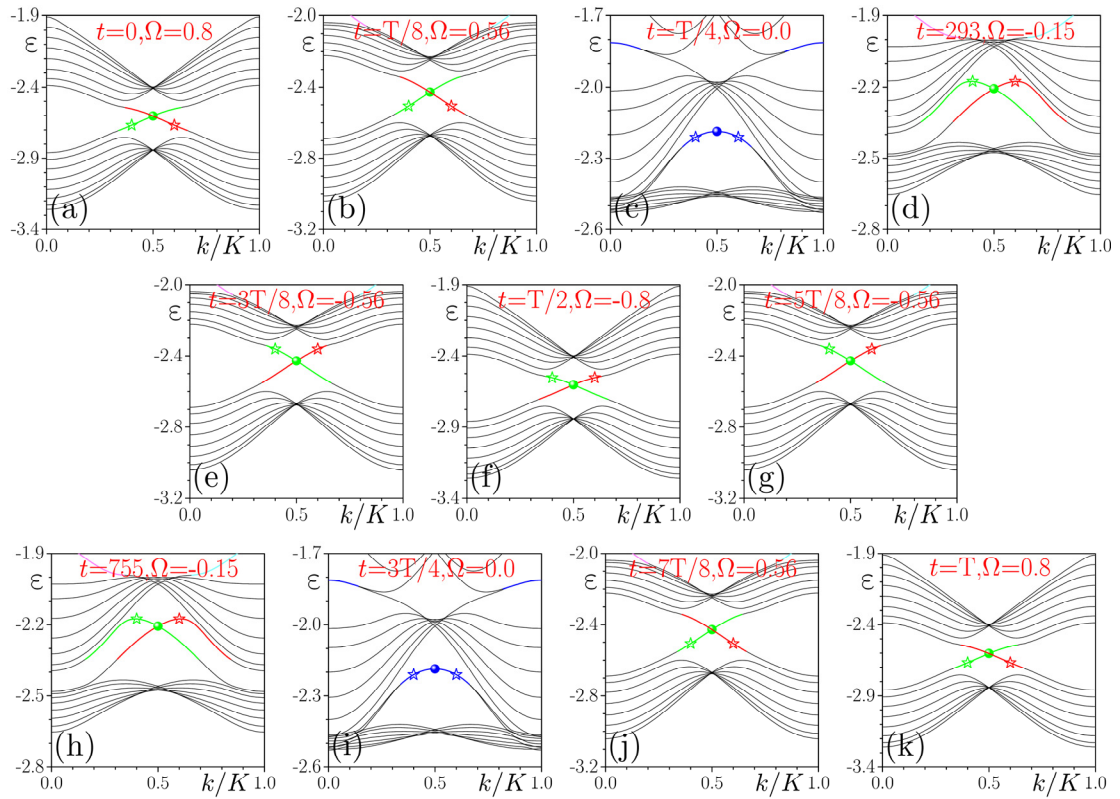 t=0,Ω=0.8
-1.9
-2.4
-2.9
-3.4
ε
(a)
0.0 0.5 k/K 1.0
t=T/8,Ω=0.56
-2.0
-2.4
-2.8
-3.2
ε
(b)
0.0 0.5 k/K 1.0
t=T/4,Ω=0.0
-1.7
-2.0
-2.3
-2.6
ε
(c)
0.0 0.5 k/K 1.0
t=293,Ω=-0.15
-1.9
-2.2
-2.5
-2.8
ε
(d)
0.0 0.5 k/K 1.0
t=3T/8,Ω=-0.56
-2.0
-2.4
-2.8
-3.2
ε
(e)
0.0 0.5 k/K 1.0
t=T/2,Ω=-0.8
-1.9
-2.4
-2.9
-3.4
ε
(f)
0.0 0.5 k/K 1.0
t=5T/8,Ω=-0.56
-2.0
-2.4
-2.8
-3.2
ε
(g)
0.0 0.5 k/K 1.0
t=755,Ω=-0.15
-1.9
-2.2
-2.5
-2.8
ε
(h)
0.0 0.5 k/K 1.0
t=3T/4,Ω=0.0
-1.7
-2.0
-2.3
-2.6
ε
(i)
0.0 0.5 k/K 1.0
t=7T/8,Ω=0.56
-2.0
-2.4
-2.8
-3.2
ε
(j)
0.0 0.5 k/K 1.0
t=T,Ω=0.8
-1.9
-2.4
-2.9
-3.4
ε
(k)
0.0 0.5 k/K 1.0